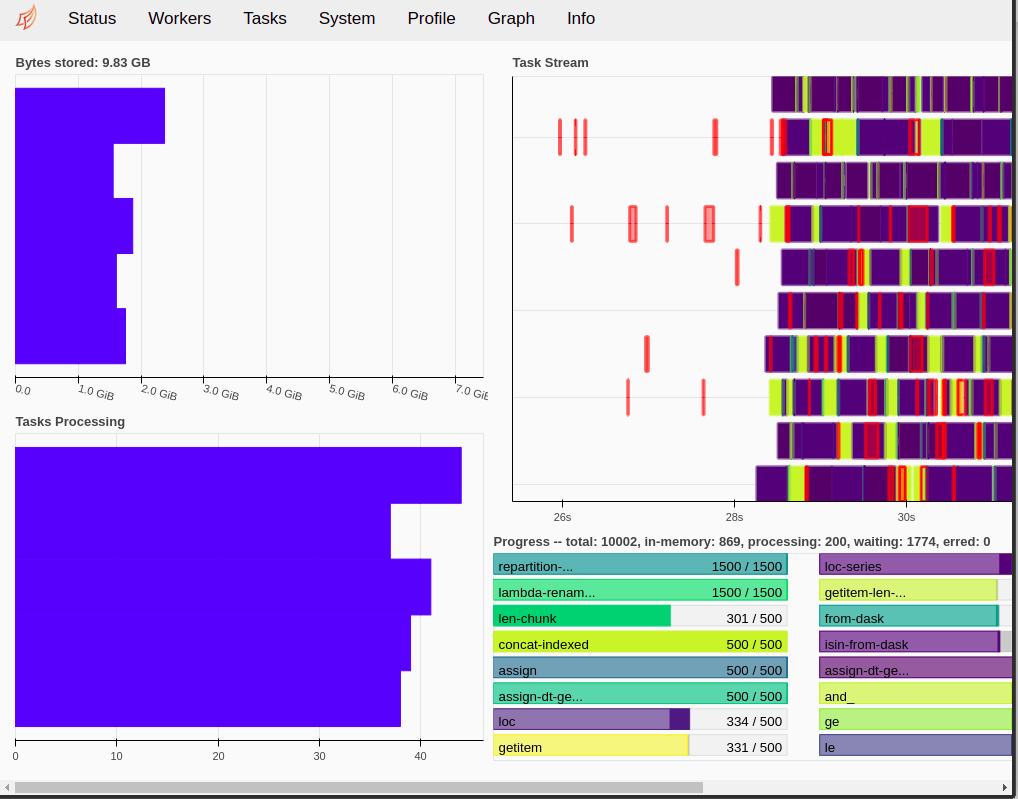 Status Workers Tasks System Profile Graph Info
Bytes stored: 9.83 GB
0.0 1.0 GiB 2.0 GiB 3.0 GiB 4.0 GiB 5.0 GiB 6.0 GiB 7.0 GiB
Tasks Processing
0 10 20 30 40
Task Stream
26s 28s 30s
Progress -- total: 10002, in-memory: 869, processing: 200, waiting: 1774, erred: 0
repartition-... 1500 / 1500
lambda-renam... 1500 / 1500
len-chunk 301 / 500
concat-indexed 500 / 500
assign 500 / 500
assign-dt-ge... 500 / 500
loc 334 / 500
getitem 331 / 500
loc-series
getitem-len-...
from-dask
isin-from-dask
assign-dt-ge...
and_
ge
le